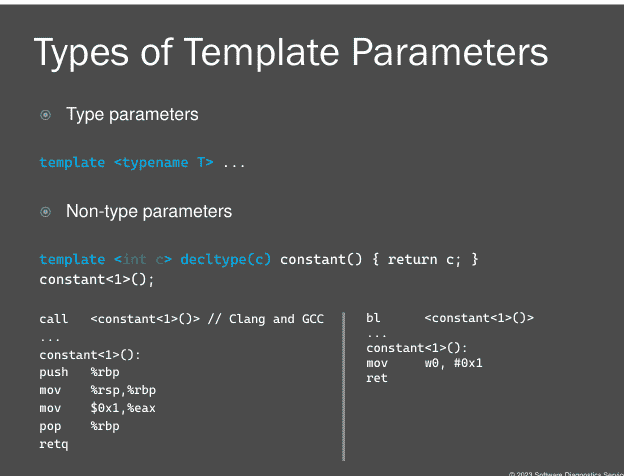 Types of Template Parameters
Type parameters
template <typename T> ...
Non-type parameters
template <int c> decltype(c) constant() { return c; }
constant<1>();
call <constant<1>()> // Clang and GCC
...
constant<1>():
push %rbp
mov %rsp,%rbp
mov $0x1,%eax
pop %rbp
retq
bl <constant<1>()>
...
constant<1>():
mov w0, #0x1
ret
© 2023 Software Diagnostics